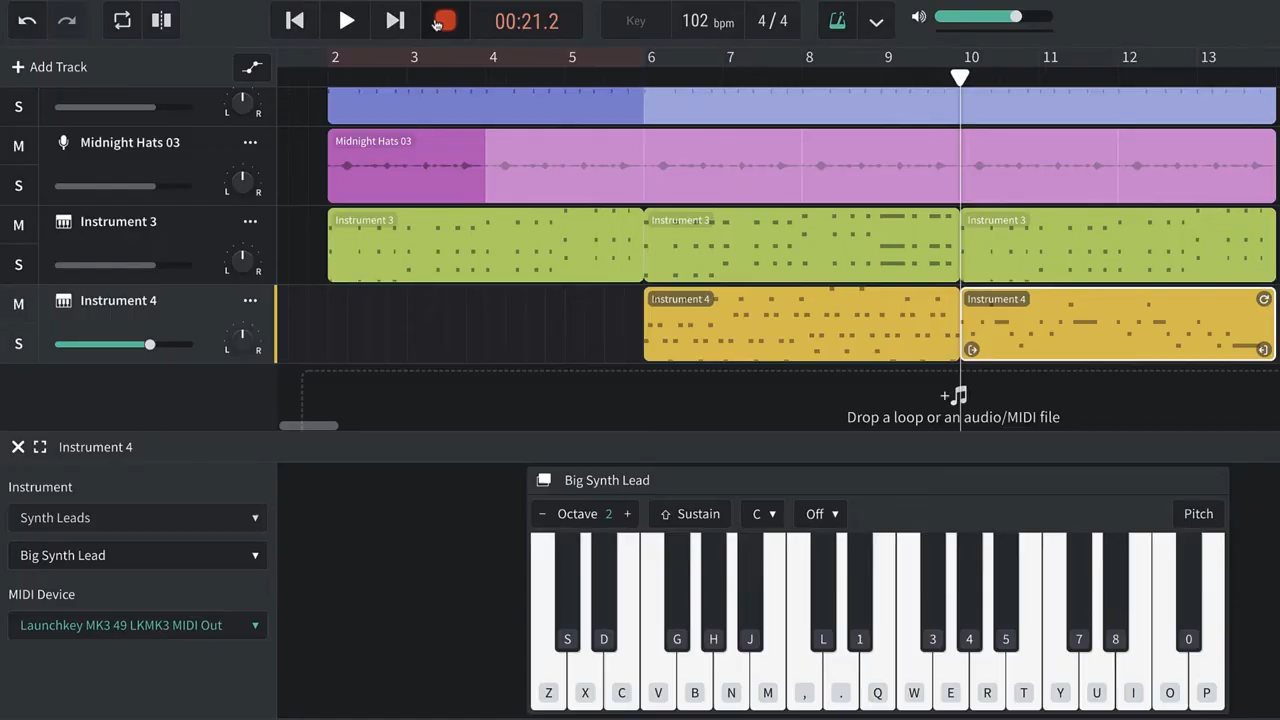 00:21.2
Key
102 bpm
4/4
+ Add Track
2 3 4 5 6 7 8 9 10 11 12 13
S
L R
M
Midnight Hats 03
Midnight Hats 03
S
L R
M
Instrument 3
Instrument 3
Instrument 3
Instrument 3
S
L R
M
Instrument 4
Instrument 4
Instrument 4
S
L R
Drop a loop or an audio/MIDI file
Instrument 4
Instrument
Synth Leads
Big Synth Lead
MIDI Device
Launchkey MK3 49 LKMK3 MIDI Out
Big Synth Lead
− Octave 2 +
Sustain
C
Off
Pitch
S D G H J L 1 3 4 5 7 8 0
Z X C V B N M , . Q W E R T Y U I O P